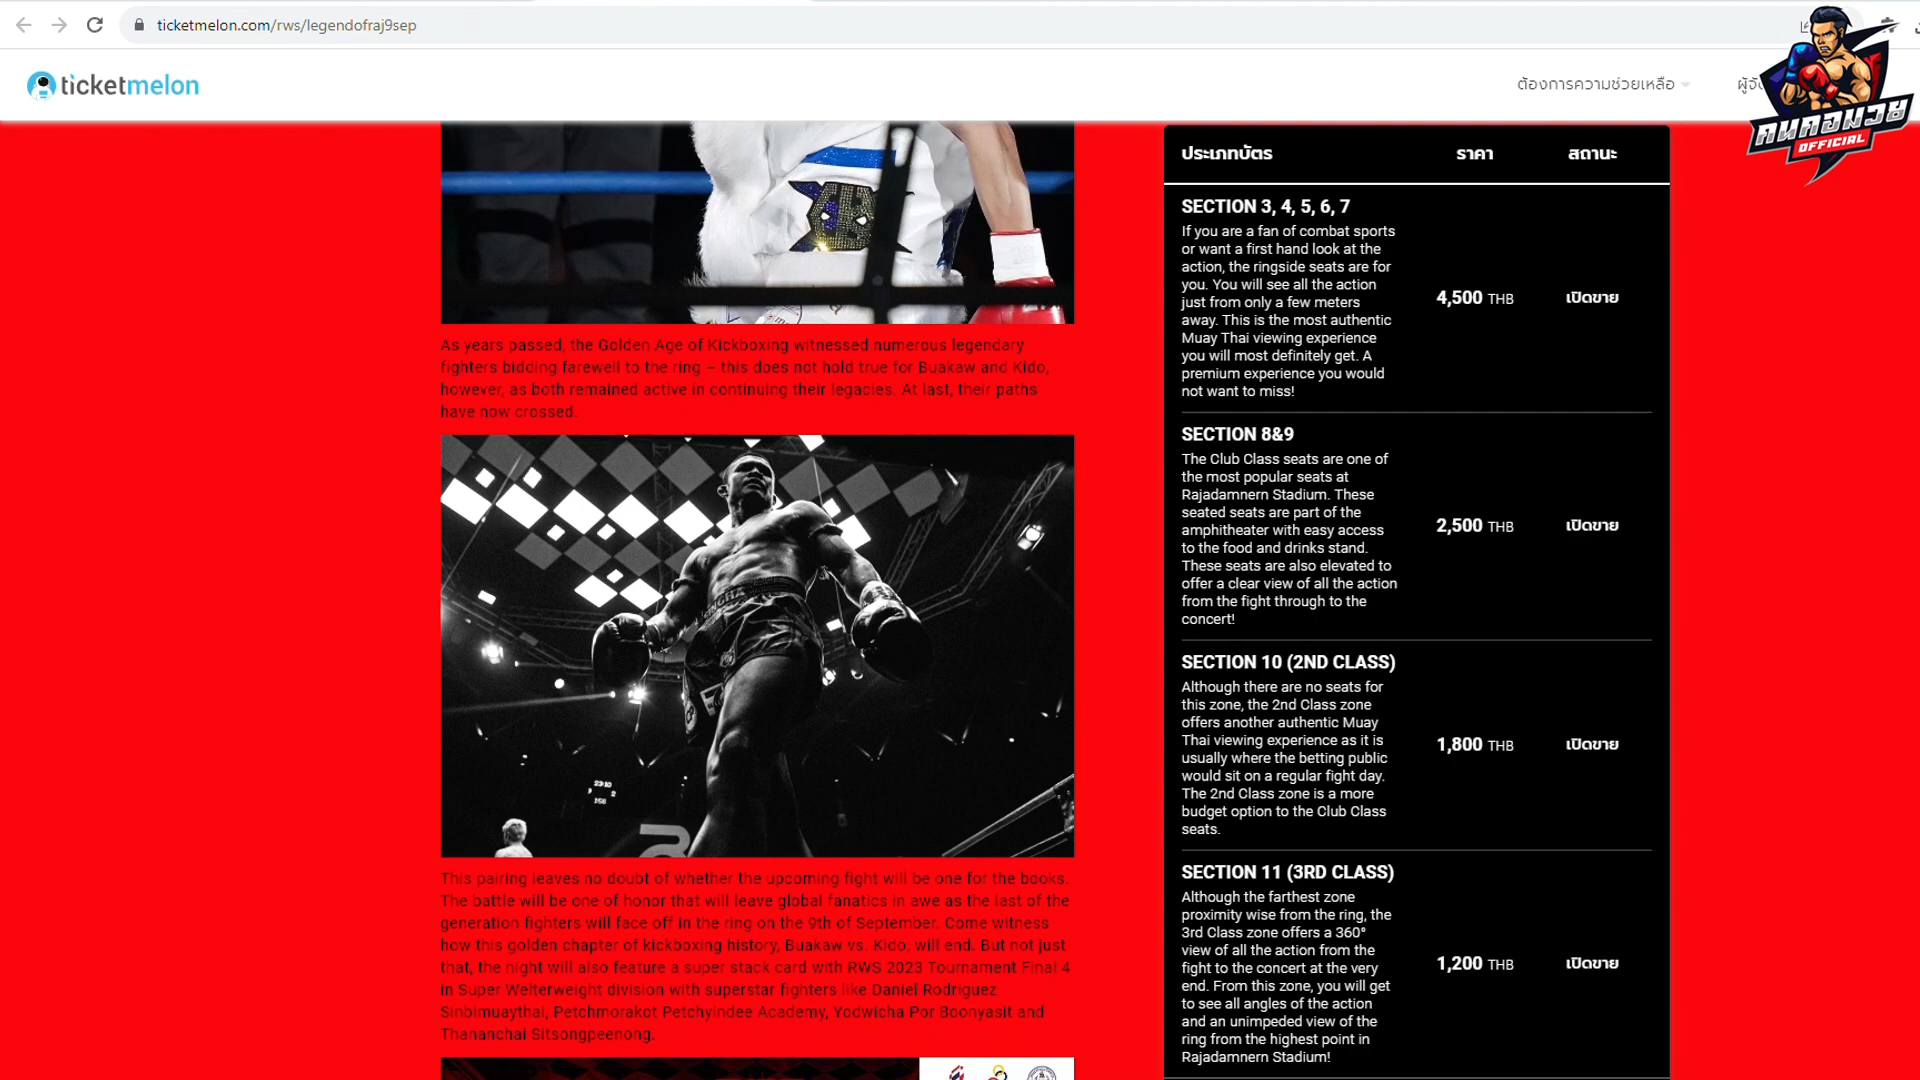 ticketmelon.com/rws/legendofraj9sep
ticketmelon
ต้องการความช่วยเหลือ
คนคอมวย
OFFICIAL
As years passed, the Golden Age of Kickboxing witnessed numerous legendary
fighters bidding farewell to the ring – this does not hold true for Buakaw and Kido,
however, as both remained active in continuing their legacies. At last, their paths
have now crossed.
This pairing leaves no doubt of whether the upcoming fight will be one for the books.
The battle will be one of honor that will leave global fanatics in awe as the last of the
generation fighters will face off in the ring on the 9th of September. Come witness
how this golden chapter of kickboxing history, Buakaw vs. Kido, will end. But not just
that, the night will also feature a super stack card with RWS 2023 Tournament Final 4
in Super Welterweight division with superstar fighters like Daniel Rodriguez
Sinbimuaythai, Petchmorakot Petchyindee Academy, Yodwicha Por Boonyasit and
Thananchai Sitsongpeenong.
ประเภทบัตร ราคา สถานะ
SECTION 3, 4, 5, 6, 7
If you are a fan of combat sports
or want a first hand look at the
action, the ringside seats are for
you. You will see all the action
just from only a few meters
away. This is the most authentic
Muay Thai viewing experience
you will most definitely get. A
premium experience you would
not want to miss!
4,500 THB เปิดขาย
SECTION 8&9
The Club Class seats are one of
the most popular seats at
Rajadamnern Stadium. These
seated seats are part of the
amphitheater with easy access
to the food and drinks stand.
These seats are also elevated to
offer a clear view of all the action
from the fight through to the
concert!
2,500 THB เปิดขาย
SECTION 10 (2ND CLASS)
Although there are no seats for
this zone, the 2nd Class zone
offers another authentic Muay
Thai viewing experience as it is
usually where the betting public
would sit on a regular fight day.
The 2nd Class zone is a more
budget option to the Club Class
seats.
1,800 THB เปิดขาย
SECTION 11 (3RD CLASS)
Although the farthest zone
proximity wise from the ring, the
3rd Class zone offers a 360°
view of all the action from the
fight to the concert at the very
end. From this zone, you will get
to see all angles of the action
and an unimpeded view of the
ring from the highest point in
Rajadamnern Stadium!
1,200 THB เปิดขาย